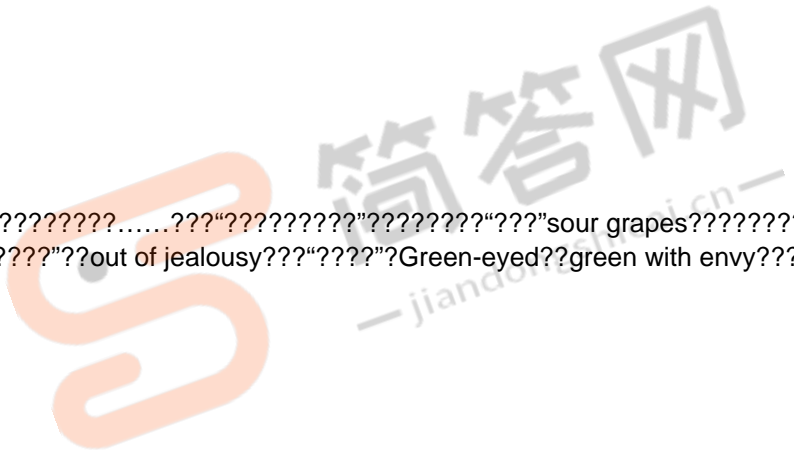 简答网
?????????……???“?????????”????????“???”sour grapes????????
????”??out of jealousy???“????”?Green-eyed??green with envy???